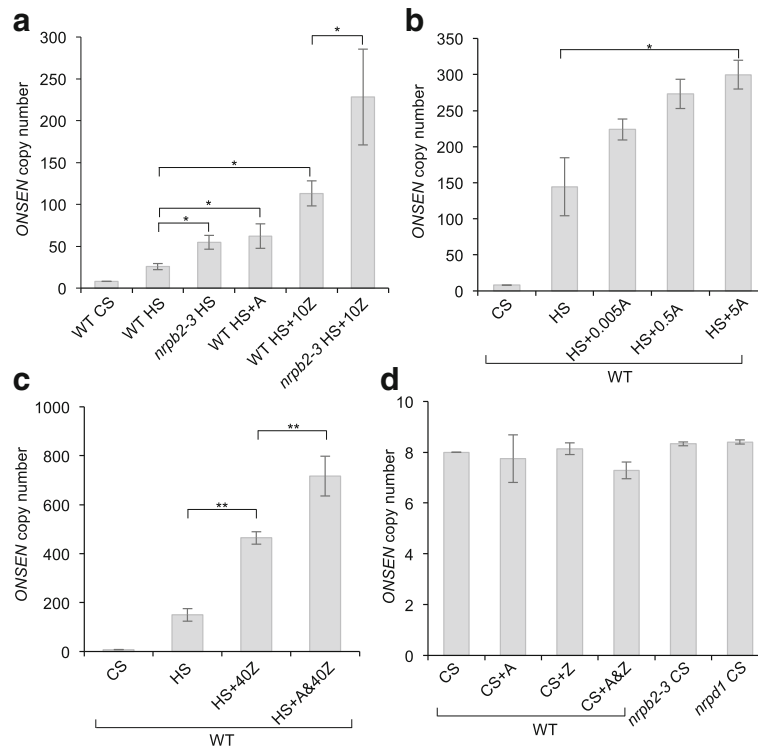 a
ONSEN copy number
300
250
200
150
100
50
0
*
*
*
*
WT CS
WT HS
nrpb2-3 HS
WT HS+A
WT HS+10Z
nrpb2-3 HS+10Z
b
ONSEN copy number
350
300
250
200
150
100
50
0
*
CS
HS
HS+0.005A
HS+0.5A
HS+5A
WT
c
ONSEN copy number
1000
800
600
400
200
0
**
**
CS
HS
HS+40Z
HS+A&40Z
WT
d
ONSEN copy number
10
8
6
4
2
0
CS
CS+A
CS+Z
CS+A&Z
nrpb2-3 CS
nrpd1 CS
WT